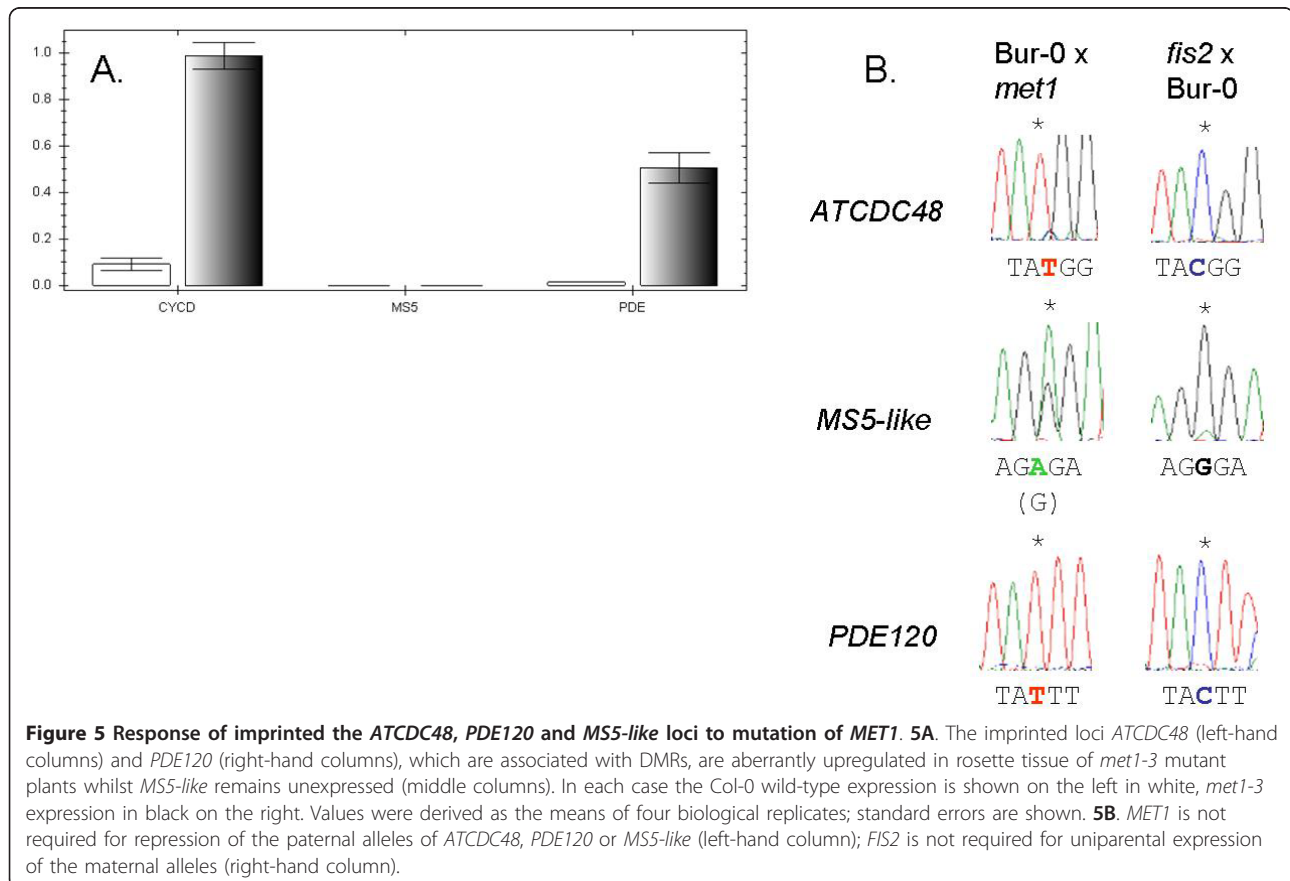 A.
1.0
0.8
0.6
0.4
0.2
0.0
CYCD
MS5
PDE
B.
Bur-0 x
met1
fis2 x
Bur-0
*
*
ATCDC48
TATGG
TACGG
*
*
MS5-like
AGAGA
(G)
AGGGA
*
*
PDE120
TATTT
TACTT
Figure 5 Response of imprinted the ATCDC48, PDE120 and MS5-like loci to mutation of MET1. 5A. The imprinted loci ATCDC48 (left-hand
columns) and PDE120 (right-hand columns), which are associated with DMRs, are aberrantly upregulated in rosette tissue of met1-3 mutant
plants whilst MS5-like remains unexpressed (middle columns). In each case the Col-0 wild-type expression is shown on the left in white, met1-3
expression in black on the right. Values were derived as the means of four biological replicates; standard errors are shown. 5B. MET1 is not
required for repression of the paternal alleles of ATCDC48, PDE120 or MS5-like (left-hand column); FIS2 is not required for uniparental expression
of the maternal alleles (right-hand column).